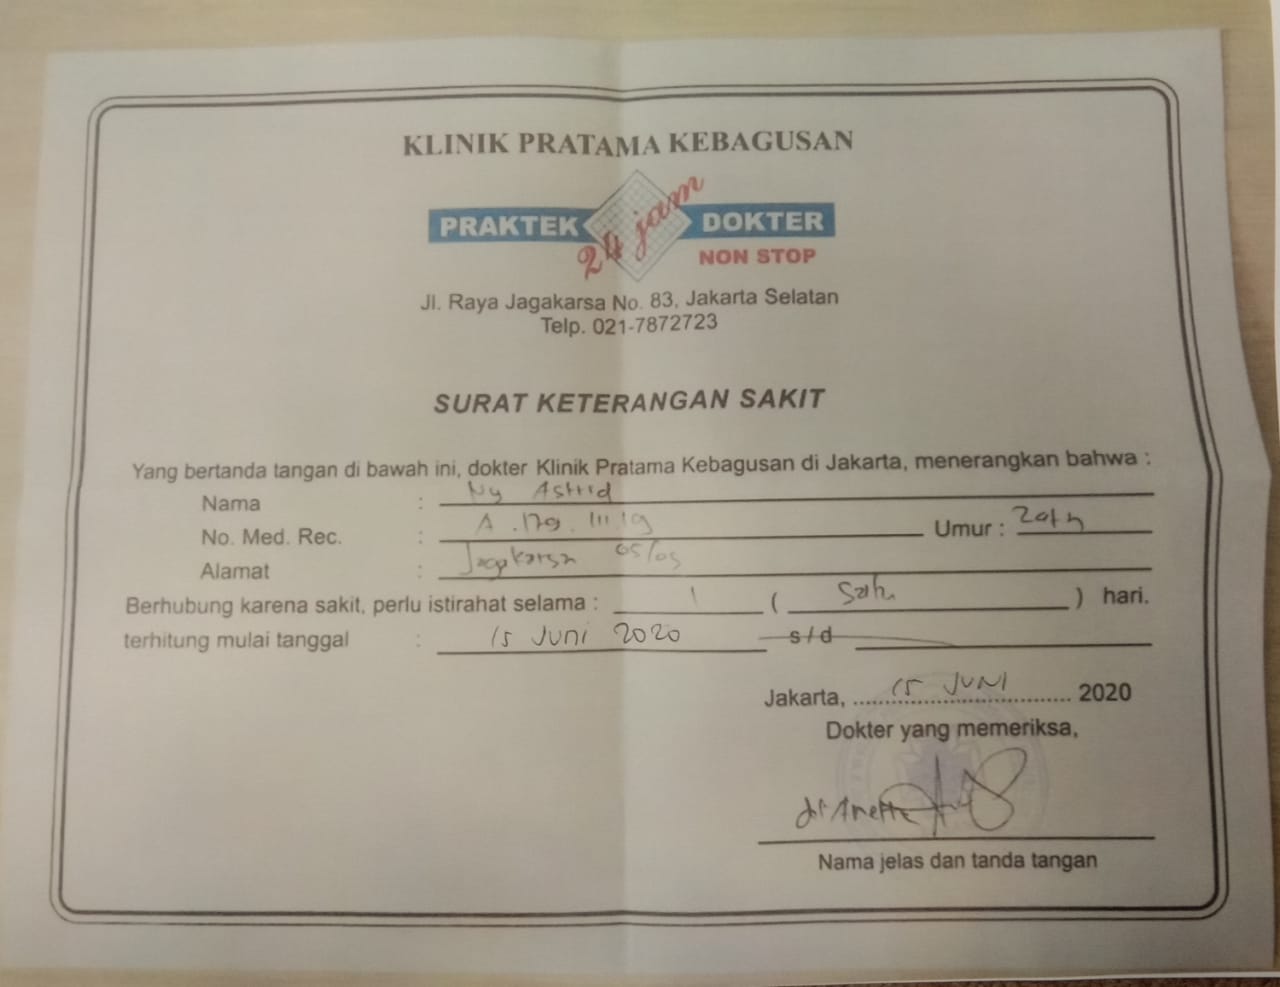 KLINIK PRATAMA KEBAGUSAN
PRAKTEK 24 jam DOKTER
NON STOP
Jl. Raya Jagakarsa No. 83, Jakarta Selatan
Telp. 021-7872723
SURAT KETERANGAN SAKIT
Yang bertanda tangan di bawah ini, dokter Klinik Pratama Kebagusan di Jakarta, menerangkan bahwa :
Nama : Ny Astrid
No. Med. Rec. : A .179. III.19 Umur :
Alamat : Jagakarsa 05/05
Berhubung karena sakit, perlu istirahat selama : 1 ( Satu ) hari.
terhitung mulai tanggal : 15 Juni 2020 s/d
Jakarta, 15 JUNI 2020
Dokter yang memeriksa,
dr Anette
Nama jelas dan tanda tangan